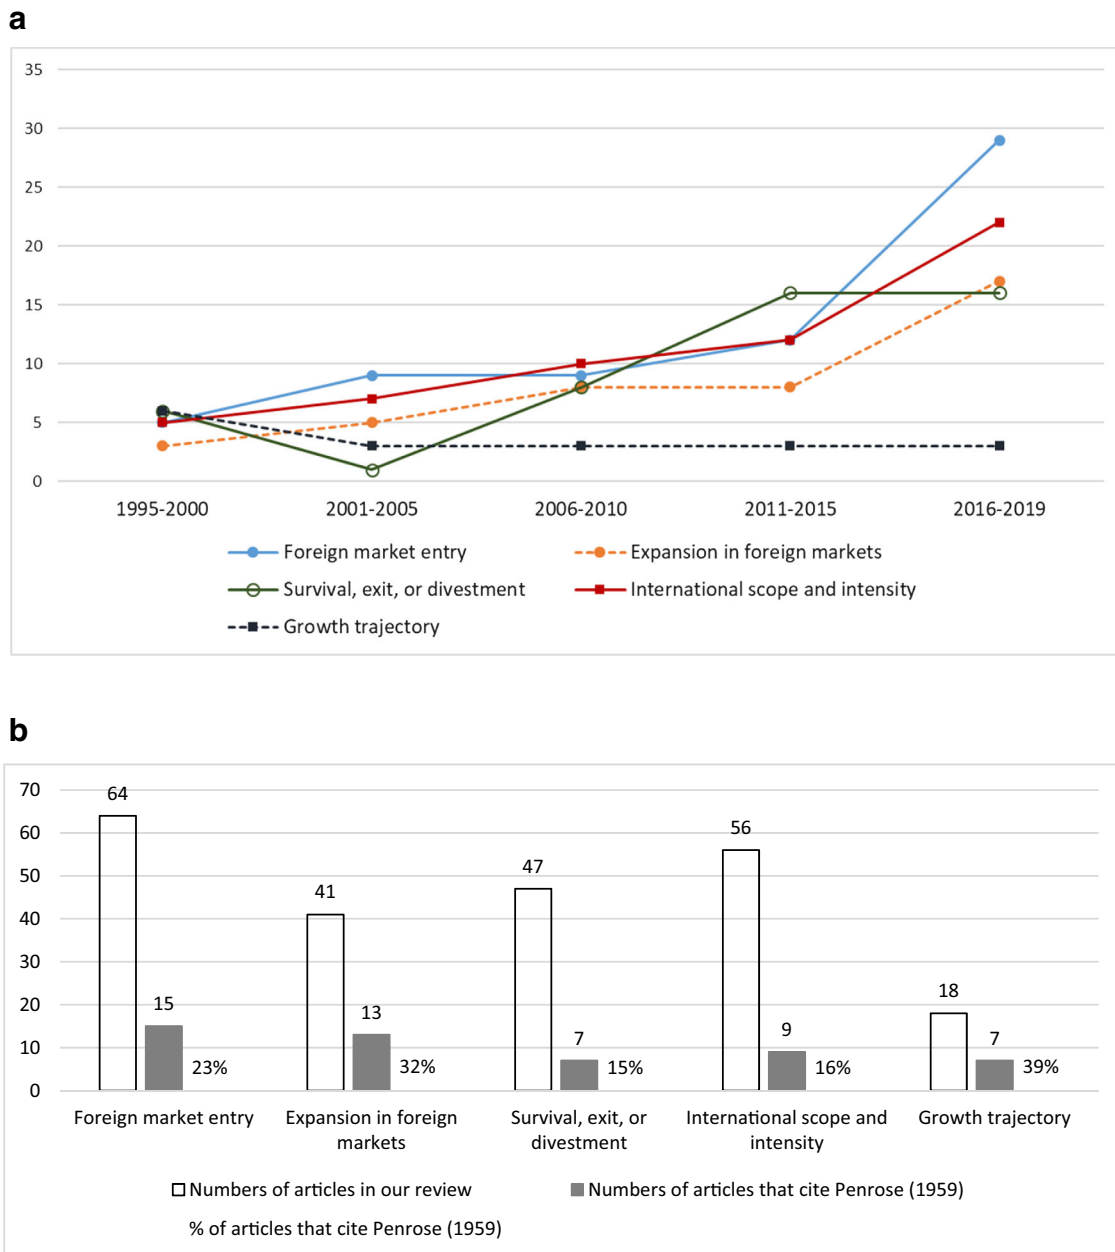 a
35
30
25
20
15
10
5
0
1995-2000 2001-2005 2006-2010 2011-2015 2016-2019
Foreign market entry Expansion in foreign markets
Survival, exit, or divestment International scope and intensity
Growth trajectory
b
70
60
50
40
30
20
10
0
64 15 23%
41 13 32%
47 7 15%
56 9 16%
18 7 39%
Foreign market entry Expansion in foreign Survival, exit, or International scope and Growth trajectory
markets divestment intensity
Numbers of articles in our review Numbers of articles that cite Penrose (1959)
% of articles that cite Penrose (1959)